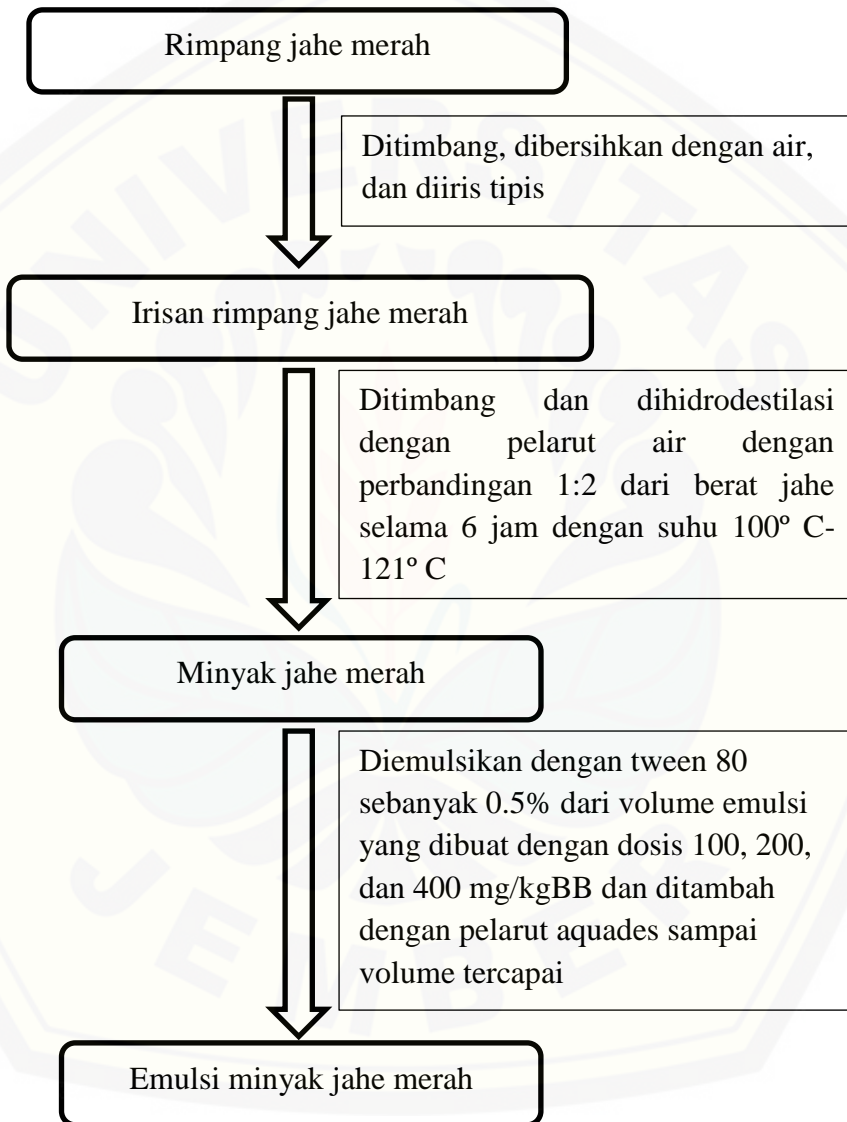 UNIVERSITAS
Rimpang jahe merah
Ditimbang, dibersihkan dengan air,
dan diiris tipis
Irisan rimpang jahe merah
Ditimbang dan dihidrodestilasi
dengan pelarut air dengan
perbandingan 1:2 dari berat jahe
selama 6 jam dengan suhu 100º C-
121º C
Minyak jahe merah
Diemulsikan dengan tween 80
sebanyak 0.5% dari volume emulsi
yang dibuat dengan dosis 100, 200,
dan 400 mg/kgBB dan ditambah
dengan pelarut aquades sampai
volume tercapai
Emulsi minyak jahe merah
JEMBER